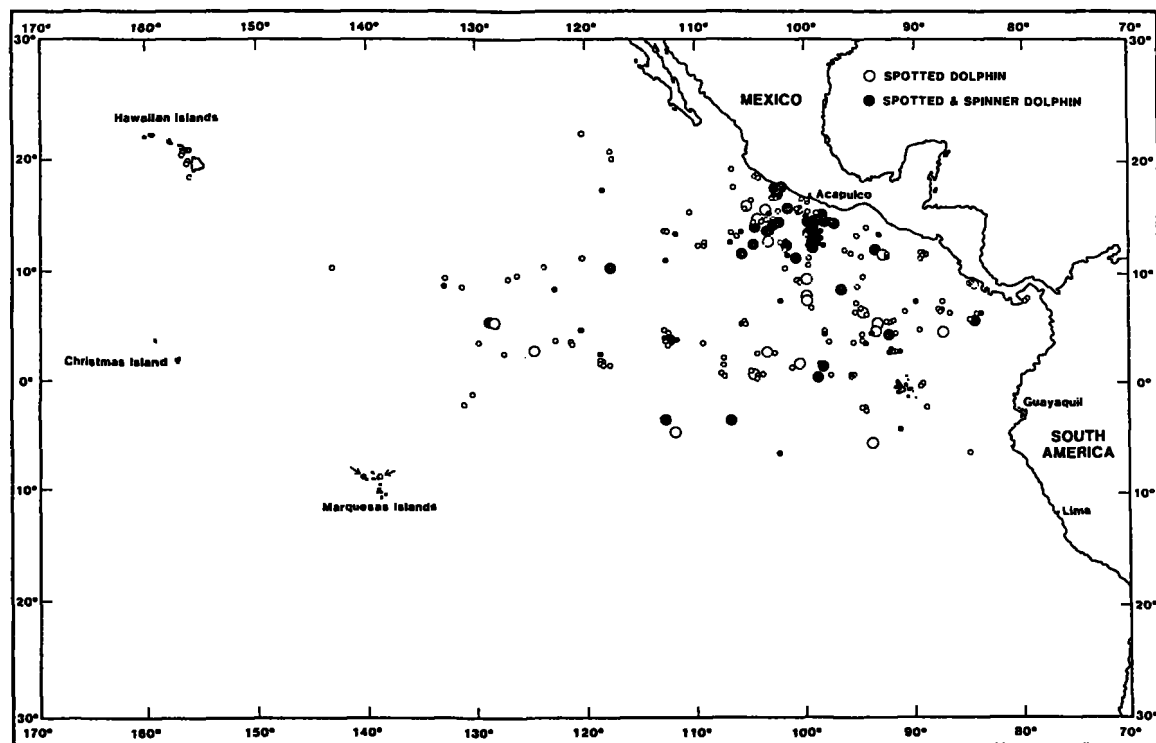 170° 160° 150° 140° 130° 120° 110° 100° 90° 80° 70°
30° 30°
○ SPOTTED DOLPHIN
● SPOTTED & SPINNER DOLPHIN
MEXICO
Hawaiian Islands
20° 20°
Acapulco
10° 10°
Christmas Island
0° 0°
Guayaquil
SOUTH
AMERICA
10° 10°
Marquesas Islands
Lima
20° 20°
30° 30°
170° 160° 150° 140° 130° 120° 110° 100° 90° 80° 70°